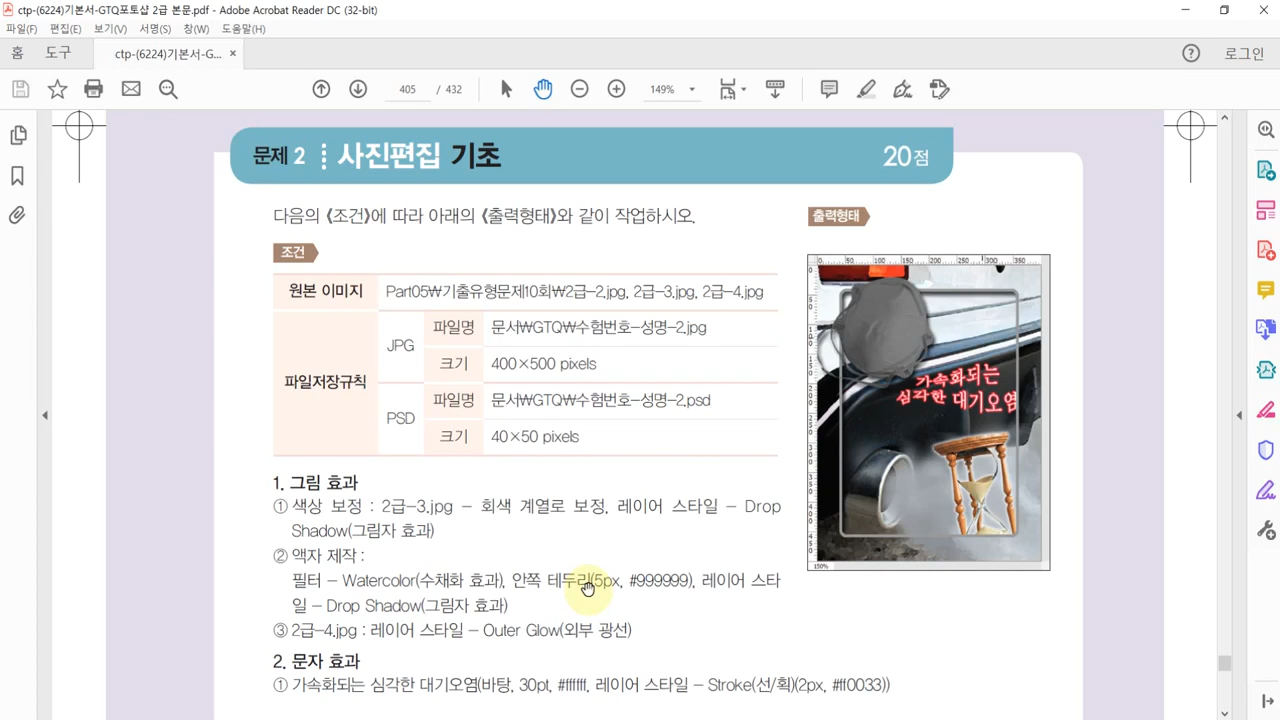 ctp-(6224)기본서-GTQ포토샵 2급 본문.pdf - Adobe Acrobat Reader DC (32-bit)
파일(F) 편집(E) 보기(V) 서명(S) 창(W) 도움말(H)
홈 도구 ctp-(6224)기본서-G... × 로그인
405 / 432 149%
문제 2 사진편집 기초 20점
다음의 《조건》에 따라 아래의 《출력형태》와 같이 작업하시오.
출력형태
조건
원본 이미지 Part05₩기출유형문제10회₩2급-2.jpg, 2급-3.jpg, 2급-4.jpg
파일저장규칙
JPG
파일명 문서₩GTQ₩수험번호-성명-2.jpg
크기 400×500 pixels
PSD
파일명 문서₩GTQ₩수험번호-성명-2.psd
크기 40×50 pixels
0 50 100 150 200 250 300 350
가속화되는
심각한 대기오염
150%
1. 그림 효과
① 색상 보정 : 2급-3.jpg - 회색 계열로 보정, 레이어 스타일 - Drop
Shadow(그림자 효과)
② 액자 제작 :
필터 - Watercolor(수채화 효과), 안쪽 테두리(5px, #999999), 레이어 스타
일 - Drop Shadow(그림자 효과)
③ 2급-4.jpg : 레이어 스타일 - Outer Glow(외부 광선)
2. 문자 효과
① 가속화되는 심각한 대기오염(바탕, 30pt, #ffffff, 레이어 스타일 - Stroke(선/획)(2px, #ff0033))